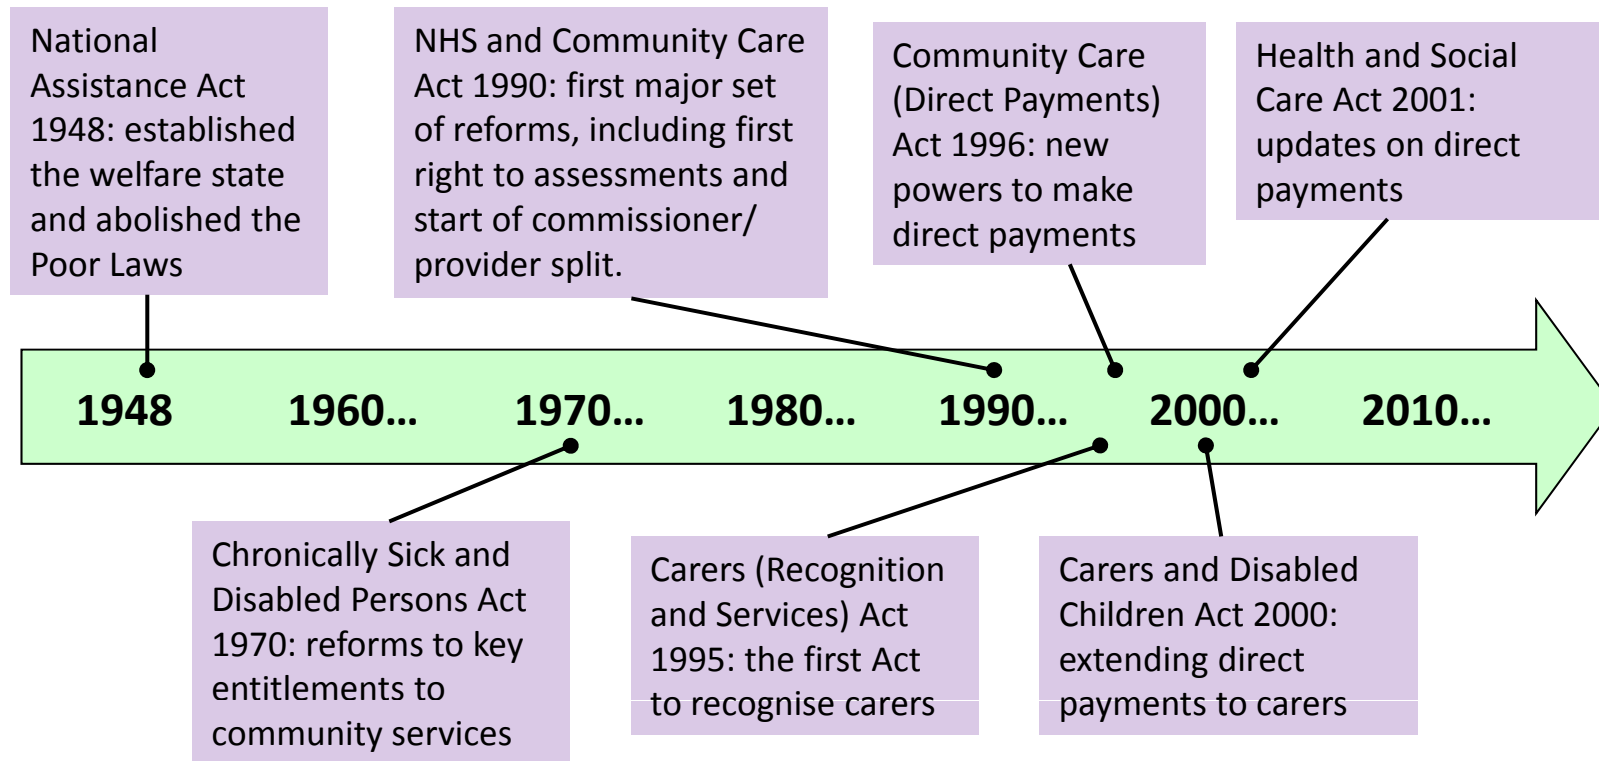 National
Assistance Act
1948: established
the welfare state
and abolished the
Poor Laws
NHS and Community Care
Act 1990: first major set
of reforms, including first
right to assessments and
start of commissioner/
provider split.
Community Care
(Direct Payments)
Act 1996: new
powers to make
direct payments
Health and Social
Care Act 2001:
updates on direct
payments
1948 1960... 1970... 1980... 1990... 2000... 2010...
Chronically Sick and
Disabled Persons Act
1970: reforms to key
entitlements to
community services
Carers (Recognition
and Services) Act
1995: the first Act
to recognise carers
Carers and Disabled
Children Act 2000:
extending direct
payments to carers